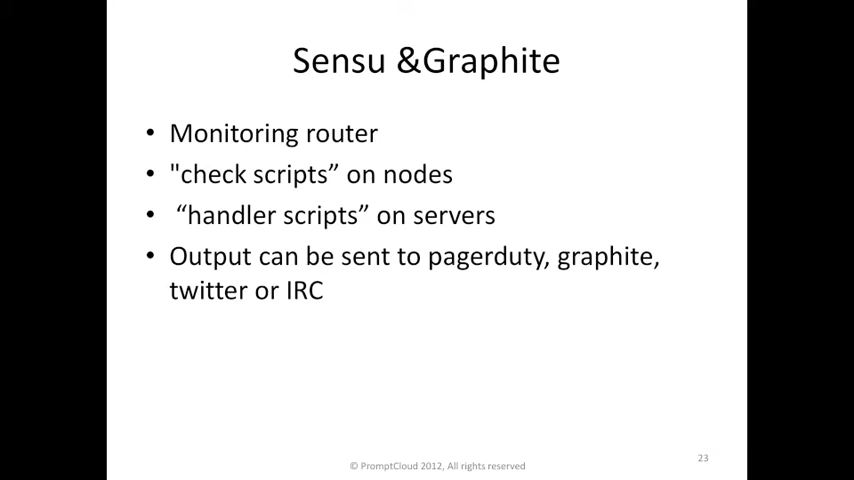 Sensu &Graphite
• Monitoring router
• "check scripts” on nodes
• “handler scripts” on servers
• Output can be sent to pagerduty, graphite,
twitter or IRC
© PromptCloud 2012, All rights reserved
23